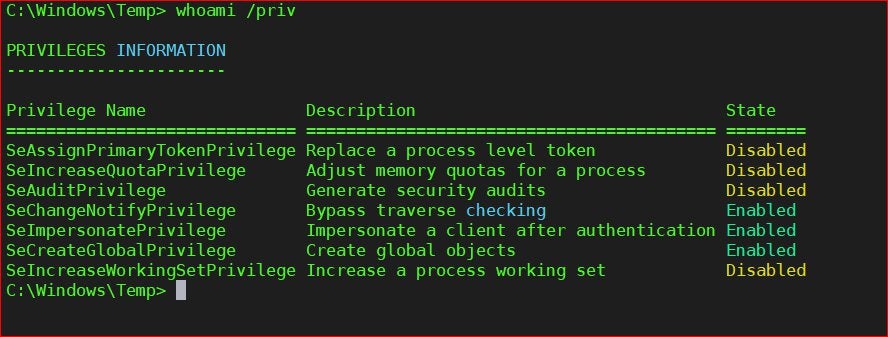 C:\Windows\Temp> whoami /priv
PRIVILEGES INFORMATION
----------------------
Privilege Name                Description                               State
============================= ========================================= ========
SeAssignPrimaryTokenPrivilege Replace a process level token             Disabled
SeIncreaseQuotaPrivilege      Adjust memory quotas for a process        Disabled
SeAuditPrivilege              Generate security audits                  Disabled
SeChangeNotifyPrivilege       Bypass traverse checking                  Enabled
SeImpersonatePrivilege        Impersonate a client after authentication Enabled
SeCreateGlobalPrivilege       Create global objects                     Enabled
SeIncreaseWorkingSetPrivilege Increase a process working set            Disabled
C:\Windows\Temp>